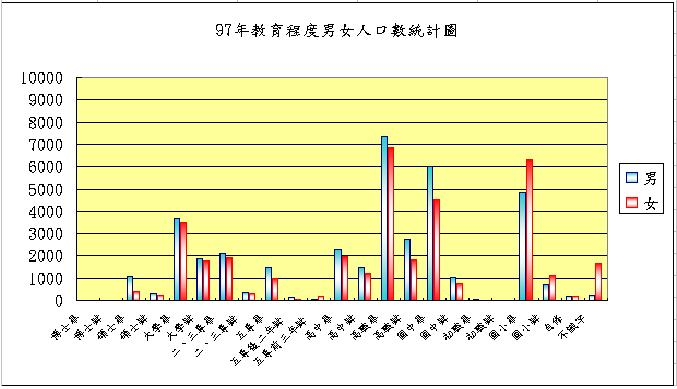 97年教育程度男女人口數統計圖
10000
9000
8000
7000
6000
5000
4000
3000
2000
1000
0
博士畢
博士肄
碩士畢
碩士肄
大學畢
大學肄
二、三專畢
二、三專肄
五專畢
五專後二年肄
五專前三年肄
高中畢
高中肄
高職畢
高職肄
國中畢
國中肄
初職畢
初職肄
國小畢
國小肄
自修
不識字
男
女